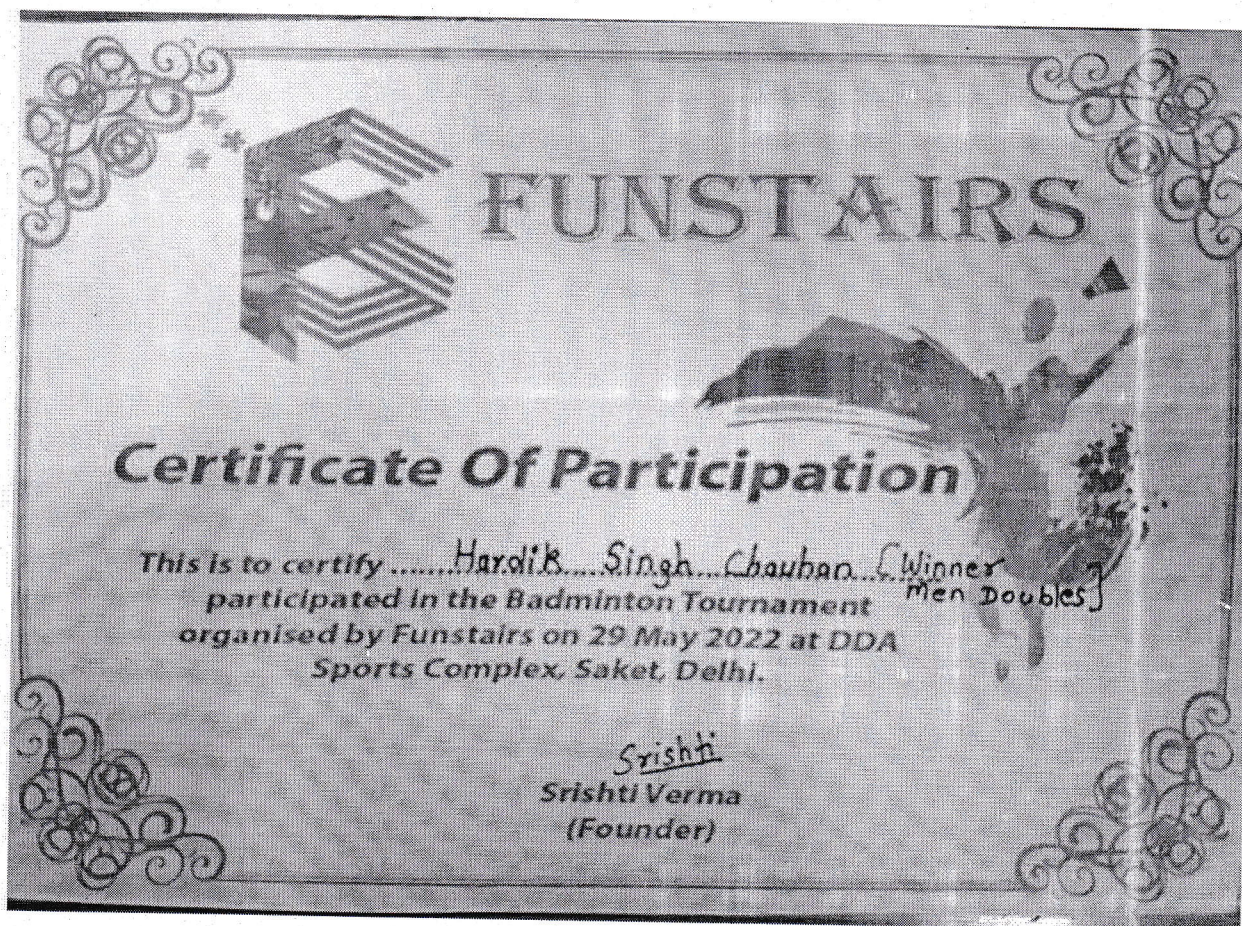 FUNSTAIRS
Certificate Of Participation
This is to certify ....... Hardik Singh Chauhan [Winner
Men Doubles]
participated in the Badminton Tournament
organised by Funstairs on 29 May 2022 at DDA
Sports Complex, Saket, Delhi.
Srishti
Srishti Verma
(Founder)